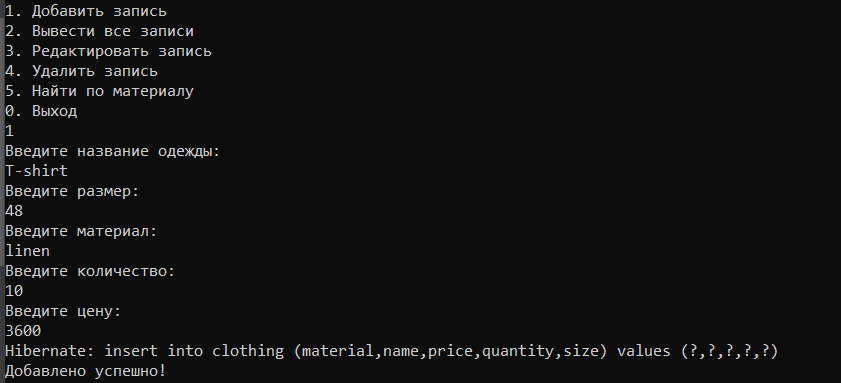 1. Добавить запись
2. Вывести все записи
3. Редактировать запись
4. Удалить запись
5. Найти по материалу
0. Выход
1
Введите название одежды:
T-shirt
Введите размер:
48
Введите материал:
linen
Введите количество:
10
Введите цену:
3600
Hibernate: insert into clothing (material,name,price,quantity,size) values (?,?,?,?,?)
Добавлено успешно!